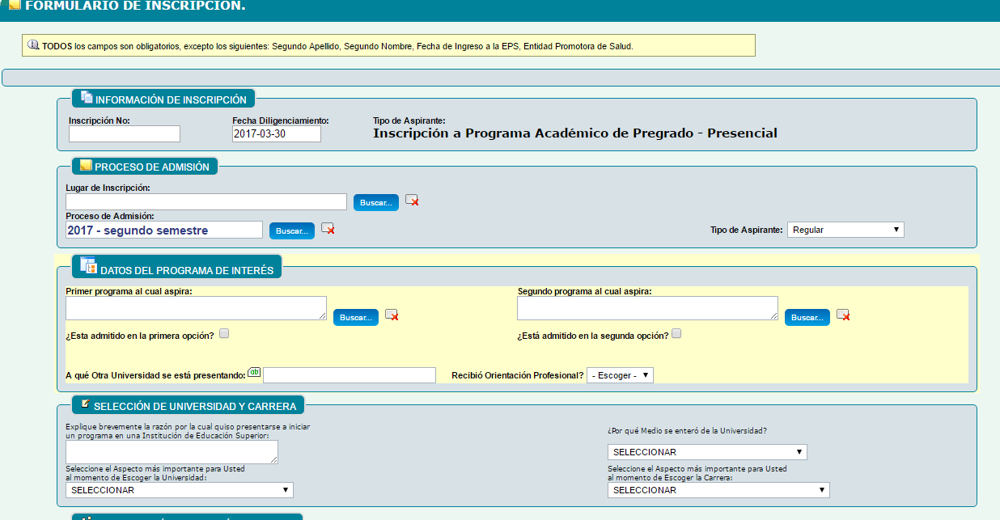 FORMULARIO DE INSCRIPCIÓN.
TODOS los campos son obligatorios, excepto los siguientes: Segundo Apellido, Segundo Nombre, Fecha de Ingreso a la EPS, Entidad Promotora de Salud.
INFORMACIÓN DE INSCRIPCIÓN
Inscripción No: Fecha Diligenciamiento: Tipo de Aspirante:
2017-03-30 Inscripción a Programa Académico de Pregrado - Presencial
PROCESO DE ADMISIÓN
Lugar de Inscripción:
Buscar...
Proceso de Admisión:
2017 - segundo semestre Buscar... Tipo de Aspirante: Regular
DATOS DEL PROGRAMA DE INTERÉS
Primer programa al cual aspira: Segundo programa al cual aspira:
Buscar... Buscar...
¿Esta admitido en la primera opción? ¿Está admitido en la segunda opción?
A qué Otra Universidad se está presentando: ab Recibió Orientación Profesional? - Escoger -
SELECCIÓN DE UNIVERSIDAD Y CARRERA
Explique brevemente la razón por la cual quiso presentarse a iniciar
un programa en una Institución de Educación Superior:
¿Por qué Medio se enteró de la Universidad?
SELECCIONAR
Seleccione el Aspecto más importante para Usted
al momento de Escoger la Universidad:
SELECCIONAR
Seleccione el Aspecto más importante para Usted
al momento de Escoger la Carrera:
SELECCIONAR